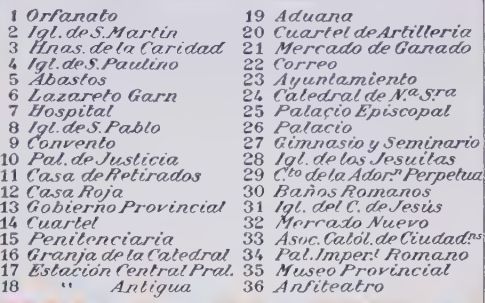 1 Orfanato
2 Igl. de S. Martin
3 Hnas. de la Caridad
4 Igl. de S. Paulino
5 Abastos
6 Lazareto Garn
7 Hospital
8 Igl. de S. Pablo
9 Convento
10 Pal. de Justicia
11 Casa de Retirados
12 Casa Roja
13 Gobierno Provincial
14 Cuartel
15 Penitenciaria
16 Granja de la Catedral
17 Estación Central Pral.
18 " Antigua
19 Aduana
20 Cuartel de Artillería
21 Mercado de Ganado
22 Correo
23 Ayuntamiento
24 Catedral de N.ª S.ra
25 Palacio Episcopal
26 Palacio
27 Gimnasio y Seminario
28 Igl. de los Jesuitas
29 C.to de la Ador.n Perpetua
30 Baños Romanos
31 Igl. del C. de Jesús
32 Mercado Nuevo
33 Asoc. Catól. de Ciudad.ns
34 Pal. Imper.l Romano
35 Museo Provincial
36 Anfiteatro